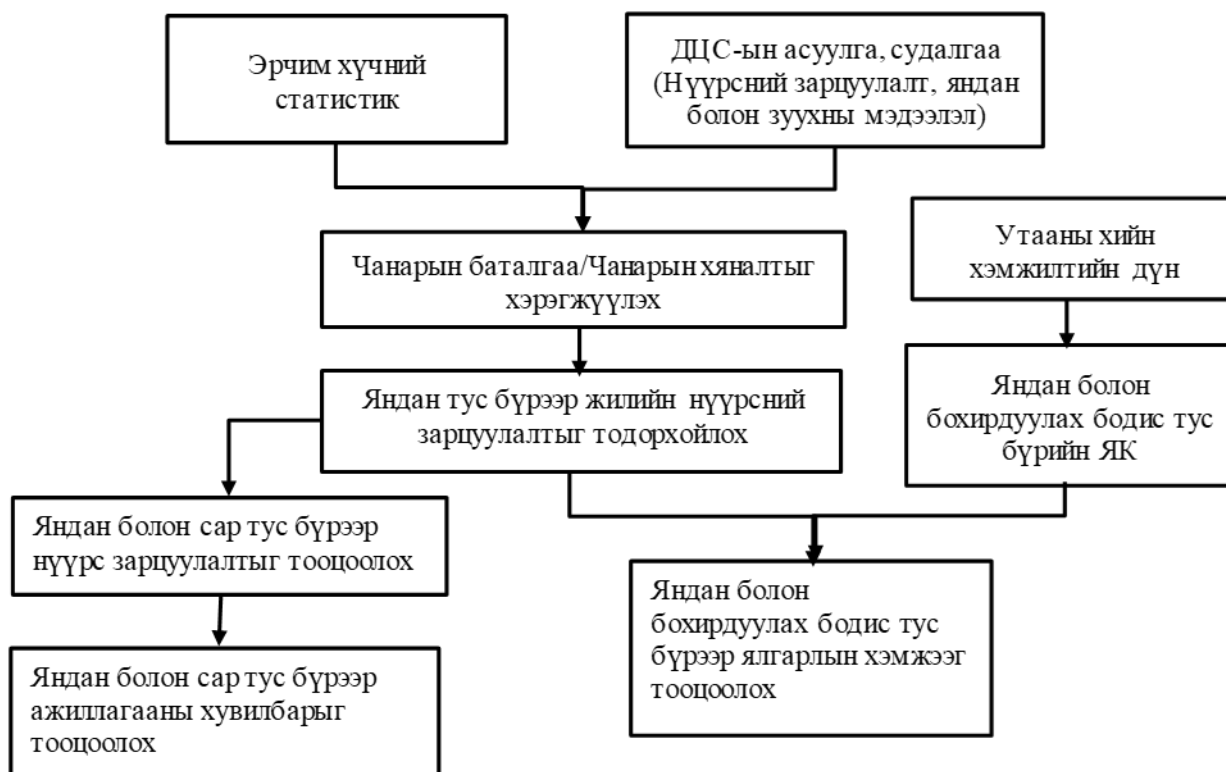 Эрчим хүчний
статистик
ДЦС-ын асуулга, судалгаа
(Нүүрсний зарцуулалт, яндан
болон зуухны мэдээлэл)
Чанарын баталгаа/Чанарын хяналтыг
хэрэгжүүлэх
Утааны хийн
хэмжилтийн дүн
Яндан тус бүрээр жилийн нүүрсний
зарцуулалтыг тодорхойлох
Яндан болон
бохирдуулах бодис тус
бүрийн ЯК
Яндан болон сар тус бүрээр
нүүрс зарцуулалтыг тооцоолох
Яндан болон
бохирдуулах бодис тус
бүрээр ялгарлын хэмжээг
тооцоолох
Яндан болон сар тус бүрээр
ажиллагааны хувилбарыг
тооцоолох